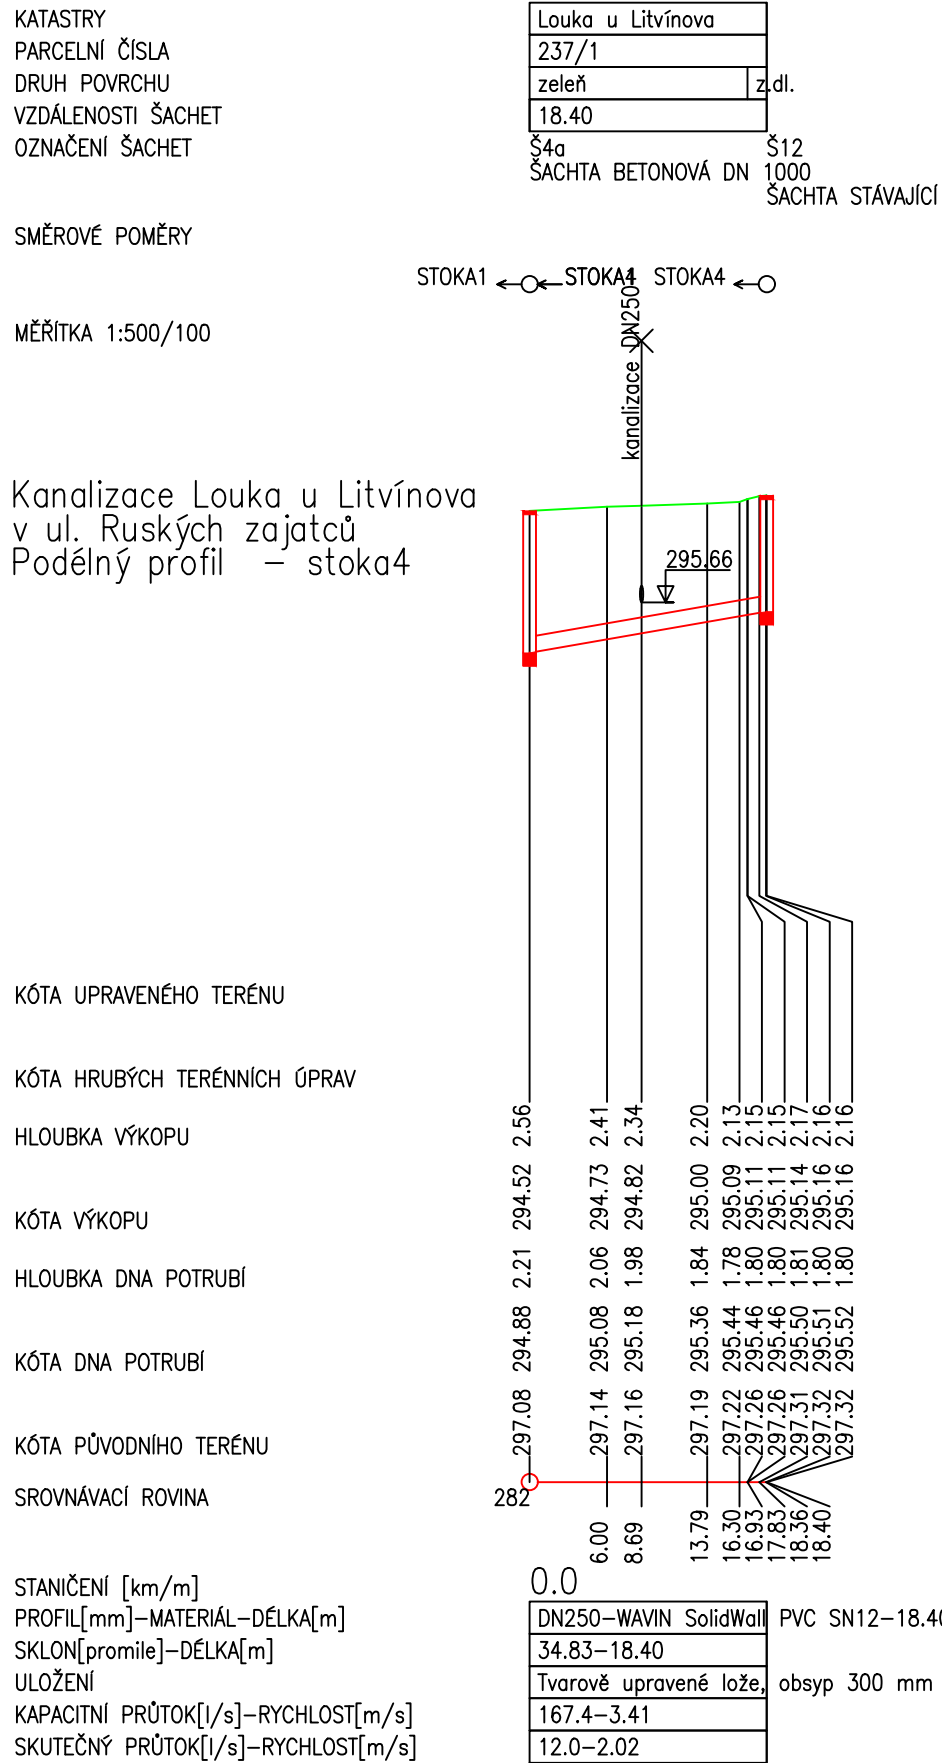 KATASTRY Louka u Litvínova
PARCELNÍ ČÍSLA 237/1
DRUH POVRCHU zeleň z.dl.
VZDÁLENOSTI ŠACHET 18.40
OZNAČENÍ ŠACHET Š4a Š12
ŠACHTA BETONOVÁ DN 1000
ŠACHTA STÁVAJÍCÍ
SMĚROVÉ POMĚRY
STOKA1 STOKA4 STOKA4
MĚŘÍTKA 1:500/100
kanalizace DN250
Kanalizace Louka u Litvínova
v ul. Ruských zajatců
Podélný profil – stoka4
295.66
KÓTA UPRAVENÉHO TERÉNU
KÓTA HRUBÝCH TERÉNNÍCH ÚPRAV
HLOUBKA VÝKOPU 2.56 2.41 2.34 2.20 2.13 2.15 2.15 2.17 2.16 2.16
KÓTA VÝKOPU 294.52 294.73 294.82 295.00 295.09 295.11 295.11 295.14 295.16 295.16
HLOUBKA DNA POTRUBÍ 2.21 2.06 1.98 1.84 1.78 1.80 1.80 1.81 1.80 1.80
KÓTA DNA POTRUBÍ 294.88 295.08 295.18 295.36 295.44 295.46 295.46 295.50 295.51 295.52
KÓTA PŮVODNÍHO TERÉNU 297.08 297.14 297.16 297.19 297.22 297.26 297.26 297.31 297.32 297.32
SROVNÁVACÍ ROVINA 282
6.00 8.69 13.79 16.30 16.93 17.83 18.36 18.40
STANIČENÍ [km/m] 0.0
PROFIL[mm]–MATERIÁL–DÉLKA[m] DN250–WAVIN SolidWall PVC SN12–18.40
SKLON[promile]–DÉLKA[m] 34.83–18.40
ULOŽENÍ Tvarově upravené lože, obsyp 300 mm
KAPACITNÍ PRŮTOK[l/s]–RYCHLOST[m/s] 167.4–3.41
SKUTEČNÝ PRŮTOK[l/s]–RYCHLOST[m/s] 12.0–2.02